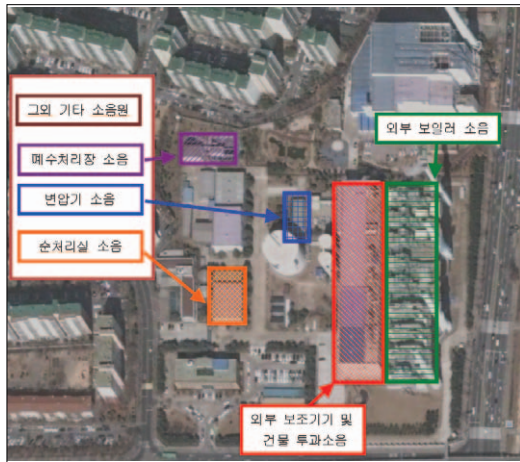 그외 기타 소음원
폐수처리장 소음
변압기 소음
순처리실 소음
외부 보일러 소음
외부 보조기기 및
건물 투과소음